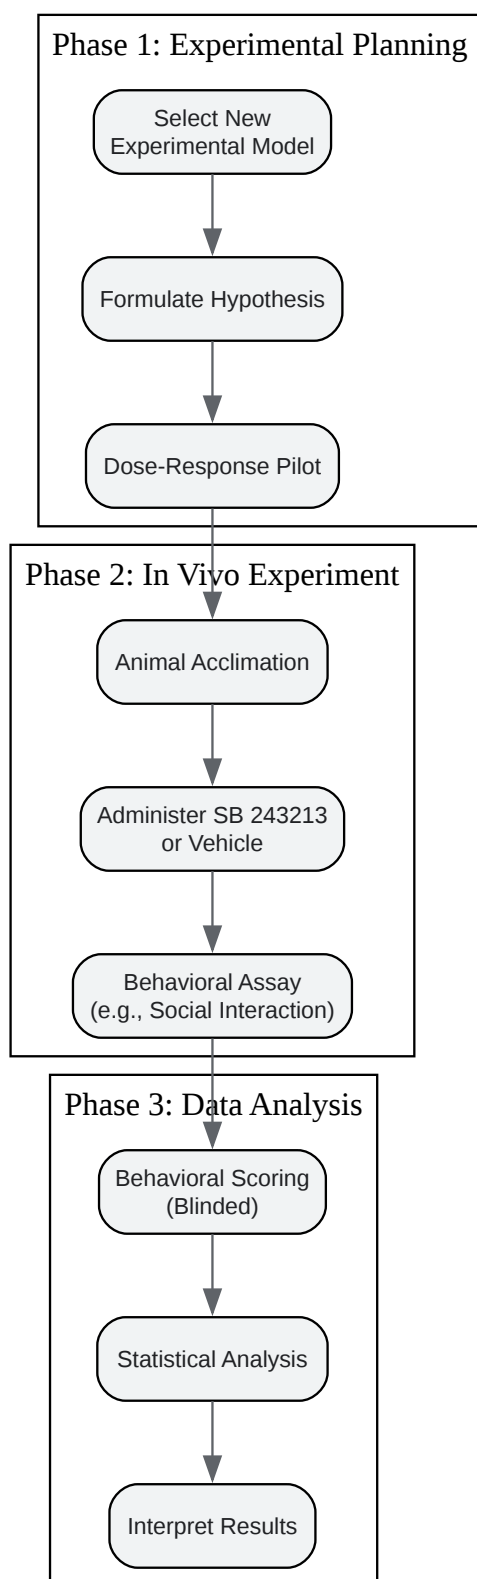 Phase 1: Experimental Planning
Select New
Experimental Model
Formulate Hypothesis
Dose-Response Pilot
Phase 2: In Vivo Experiment
Animal Acclimation
Administer SB 243213
or Vehicle
Behavioral Assay
(e.g., Social Interaction)
Phase 3: Data Analysis
Behavioral Scoring
(Blinded)
Statistical Analysis
Interpret Results